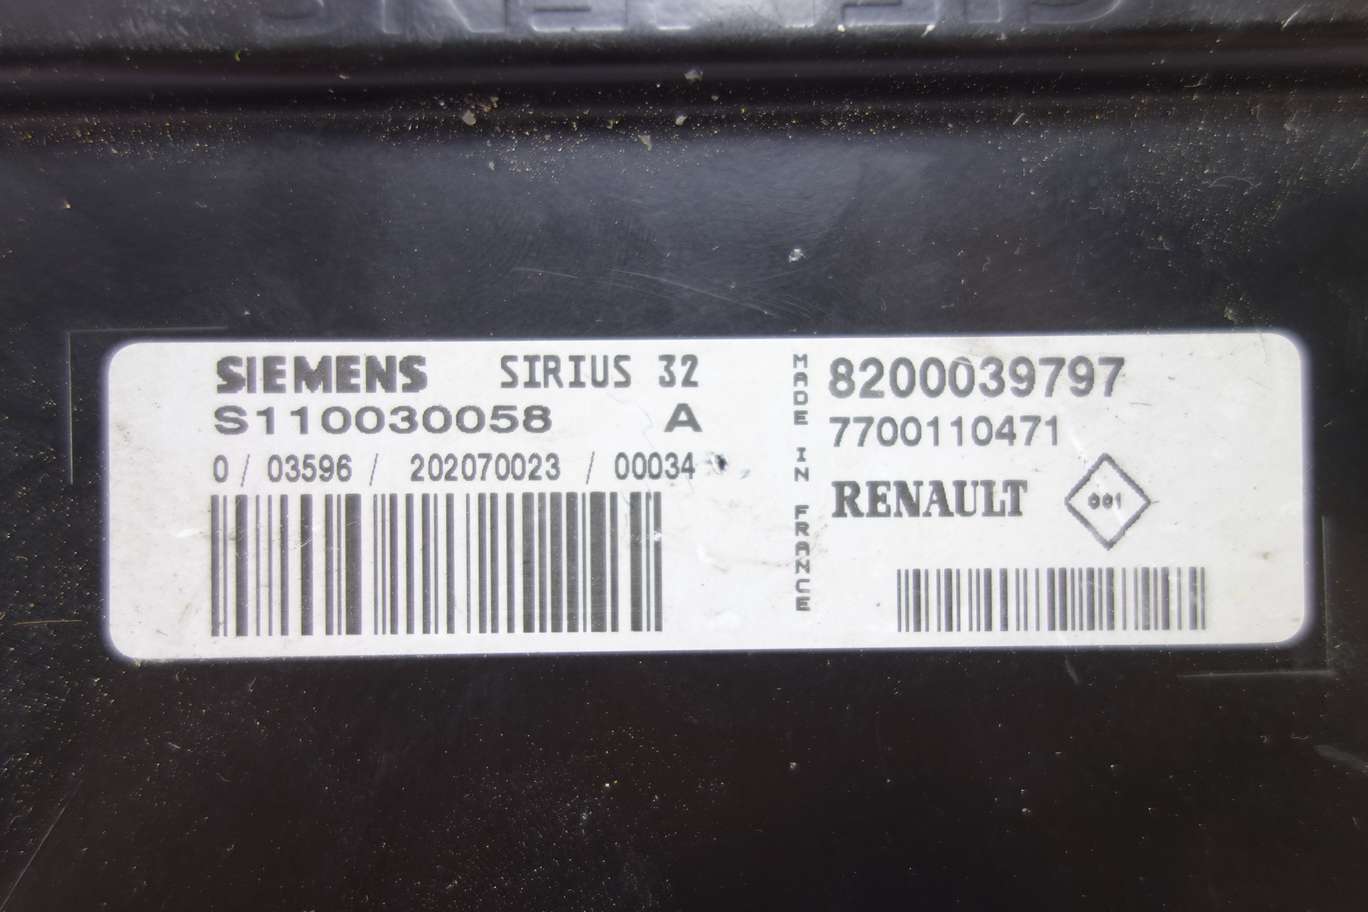 SIEMENS SIRIUS 32
S110030058 A
0 / 03596 / 202070023 / 00034
MADE IN FRANCE
8200039797
7700110471
RENAULT 001